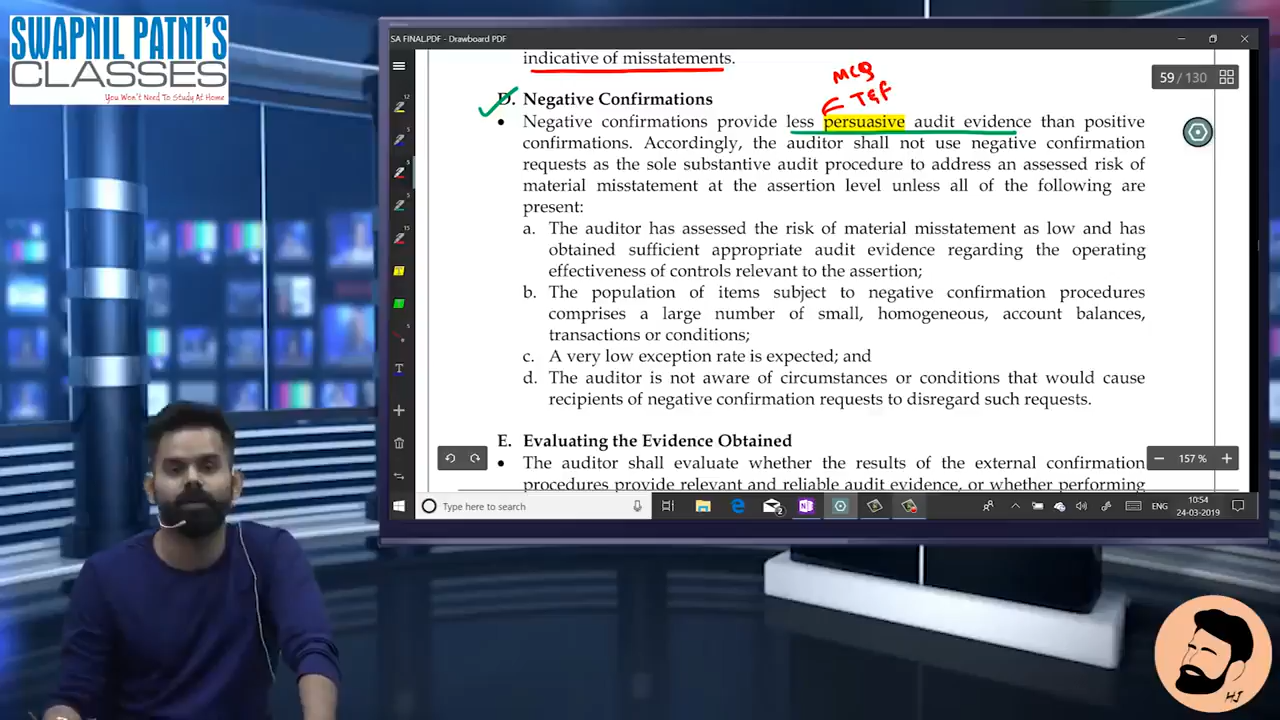 SWAPNIL PATNI'S
CLASSES
You Won't Need To Study At Home
SA FINAL.PDF - Drawboard PDF
59 / 130
indicative of misstatements.
MCQ
T&F
D. Negative Confirmations
• Negative confirmations provide less persuasive audit evidence than positive
confirmations. Accordingly, the auditor shall not use negative confirmation
requests as the sole substantive audit procedure to address an assessed risk of
material misstatement at the assertion level unless all of the following are
present:
a. The auditor has assessed the risk of material misstatement as low and has
obtained sufficient appropriate audit evidence regarding the operating
effectiveness of controls relevant to the assertion;
b. The population of items subject to negative confirmation procedures
comprises a large number of small, homogeneous, account balances,
transactions or conditions;
c. A very low exception rate is expected; and
d. The auditor is not aware of circumstances or conditions that would cause
recipients of negative confirmation requests to disregard such requests.
E. Evaluating the Evidence Obtained
• The auditor shall evaluate whether the results of the external confirmation
procedures provide relevant and reliable audit evidence, or whether performing
157 %
Type here to search
2
ENG
10:54
24-03-2019
HJ